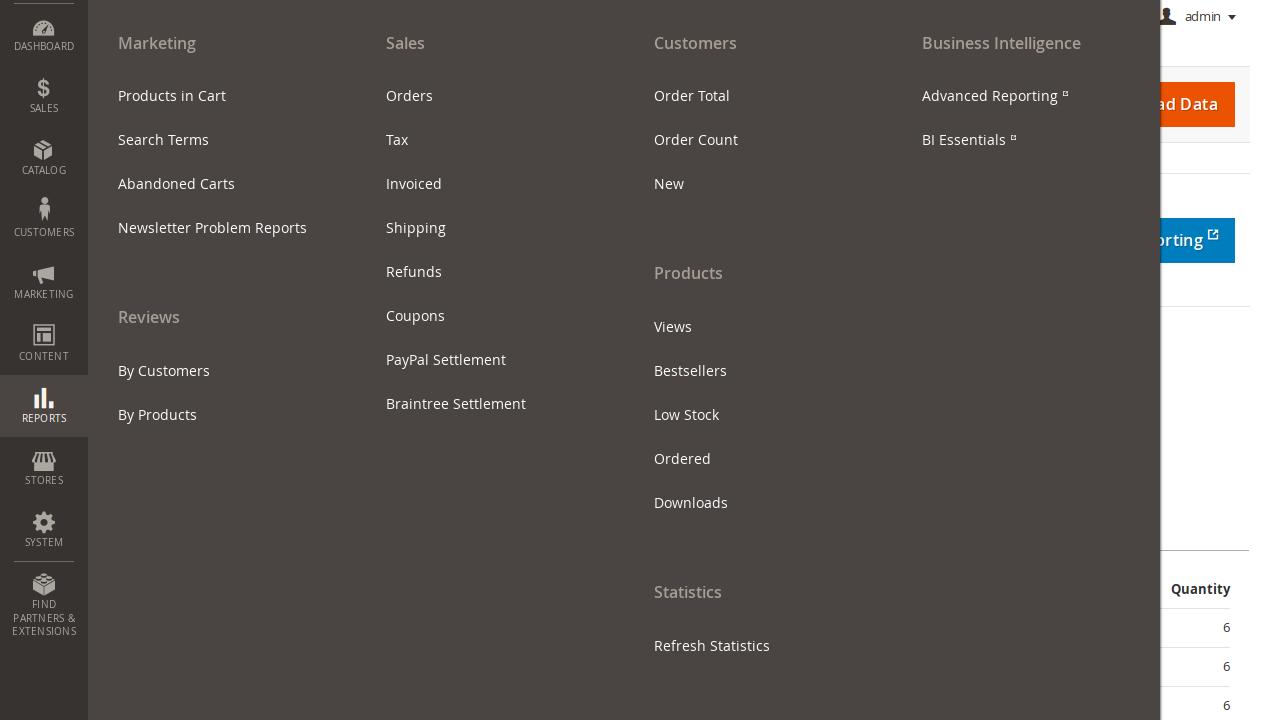 DASHBOARD
SALES
CATALOG
CUSTOMERS
MARKETING
CONTENT
REPORTS
STORES
SYSTEM
FIND
PARTNERS &
EXTENSIONS
Marketing
Products in Cart
Search Terms
Abandoned Carts
Newsletter Problem Reports
Reviews
By Customers
By Products
Sales
Orders
Tax
Invoiced
Shipping
Refunds
Coupons
PayPal Settlement
Braintree Settlement
Customers
Order Total
Order Count
New
Products
Views
Bestsellers
Low Stock
Ordered
Downloads
Statistics
Refresh Statistics
Business Intelligence
Advanced Reporting
BI Essentials
admin
ad Data
orting
Quantity
6
6
6